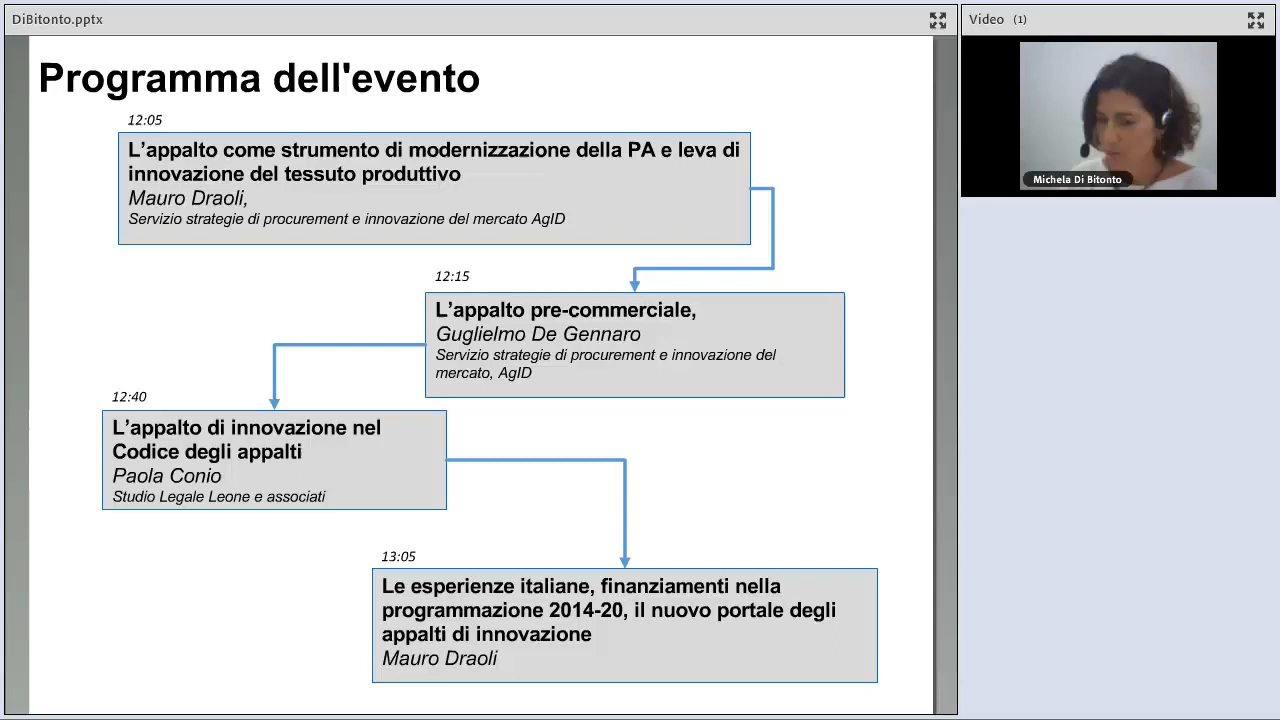 DiBitonto.pptx
Video (1)
Programma dell'evento
12:05
L’appalto come strumento di modernizzazione della PA e leva di
innovazione del tessuto produttivo
Mauro Draoli,
Servizio strategie di procurement e innovazione del mercato AgID
12:15
L’appalto pre-commerciale,
Guglielmo De Gennaro
Servizio strategie di procurement e innovazione del
mercato, AgID
12:40
L’appalto di innovazione nel
Codice degli appalti
Paola Conio
Studio Legale Leone e associati
13:05
Le esperienze italiane, finanziamenti nella
programmazione 2014-20, il nuovo portale degli
appalti di innovazione
Mauro Draoli
Michela Di Bitonto